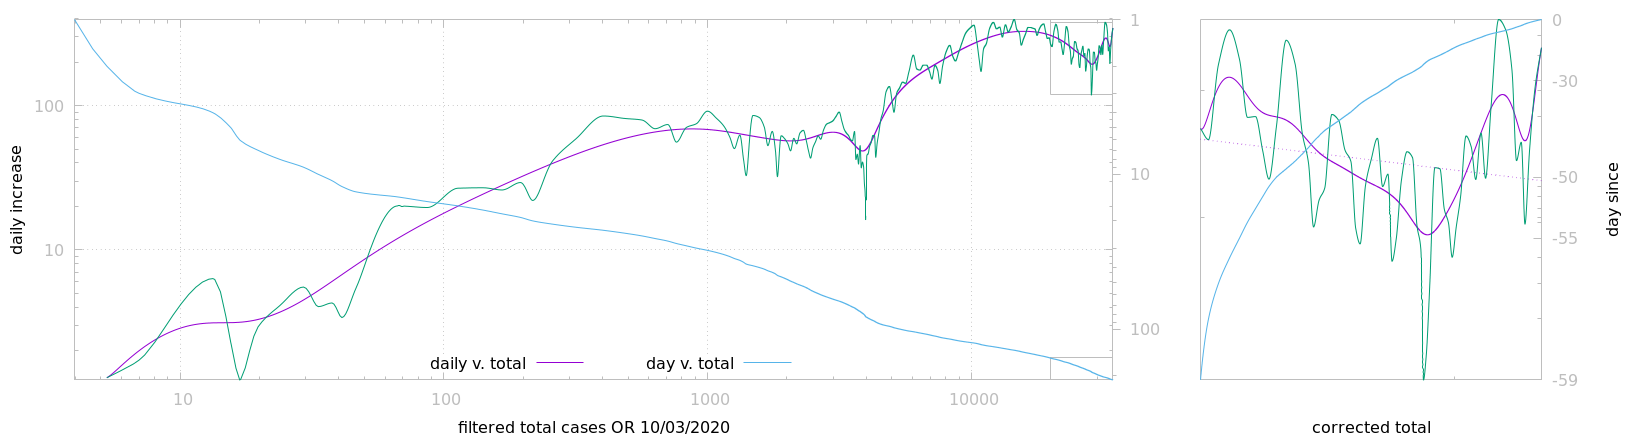 daily increase
100
10
10
100
1000
10000
1
10
100
daily v. total
day v. total
filtered total cases OR 10/03/2020
0
-30
-50
-55
-59
day since
corrected total